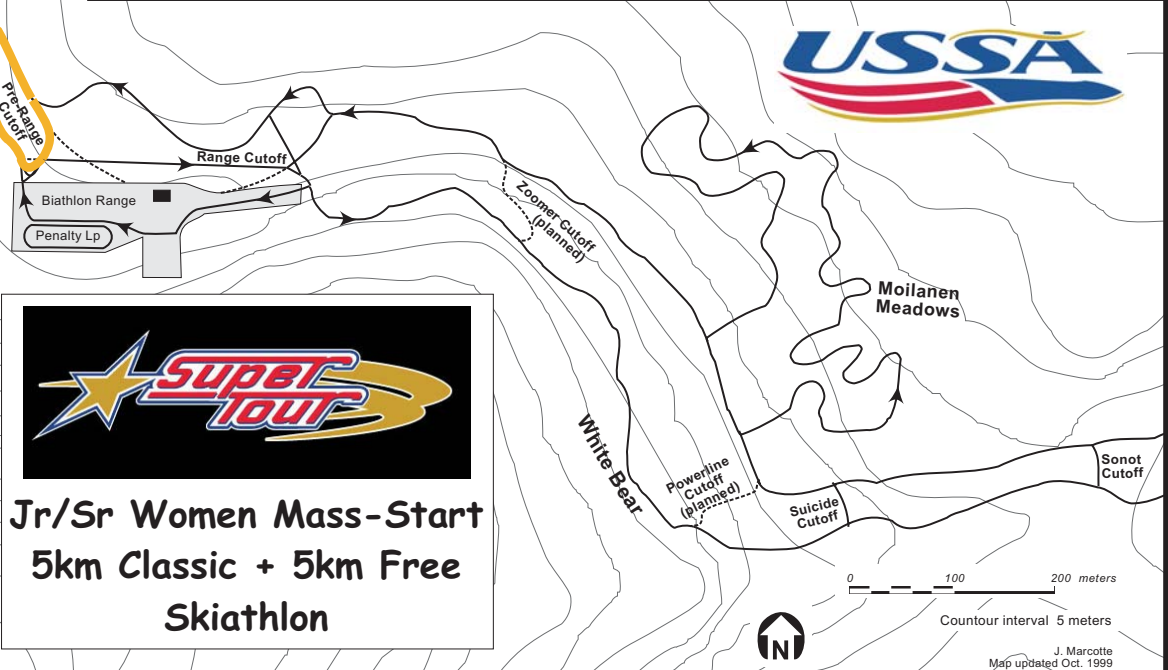 USSA
Pre-Range
Cutoff
Range Cutoff
Biathlon Range
Penalty Lp
Zoomer Cutoff
(planned)
Moilanen
Meadows
SUPER
TOUR
White Bear
Powerline
Cutoff
(planned)
Suicide
Cutoff
Sonot
Cutoff
Jr/Sr Women Mass-Start
5km Classic + 5km Free
Skiathlon
0 100 200 meters
Countour interval 5 meters
N
J. Marcotte
Map updated Oct. 1999